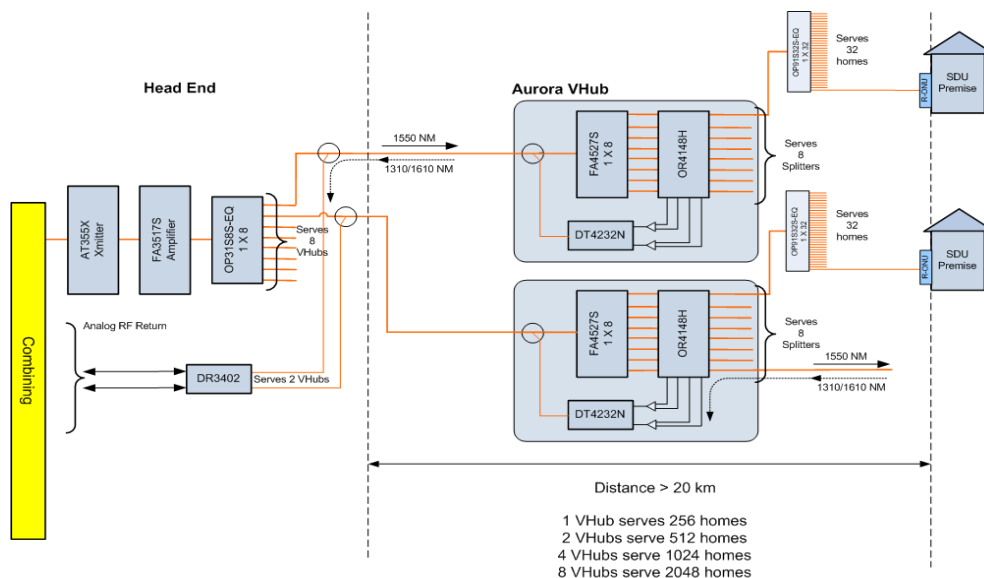 Head End
Combining
AT355X
Xmitter
FA3517S
Amplifier
OP31S8S-EQ
1 X 8
Serves
8
VHubs
Analog RF Return
DR3402
Serves 2 VHubs
1550 NM
1310/1610 NM
Aurora VHub
FA4527S
1 X 8
OR4148H
DT4232N
Serves
8
Splitters
OP91S32S-EQ
1 X 32
Serves
32
homes
R-ONU
SDU
Premise
FA4527S
1 X 8
OR4148H
DT4232N
Serves
8
Splitters
OP91S32S-EQ
1 X 32
Serves
32
homes
R-ONU
SDU
Premise
1550 NM
1310/1610 NM
Distance > 20 km
1 VHub serves 256 homes
2 VHubs serve 512 homes
4 VHubs serve 1024 homes
8 VHubs serve 2048 homes